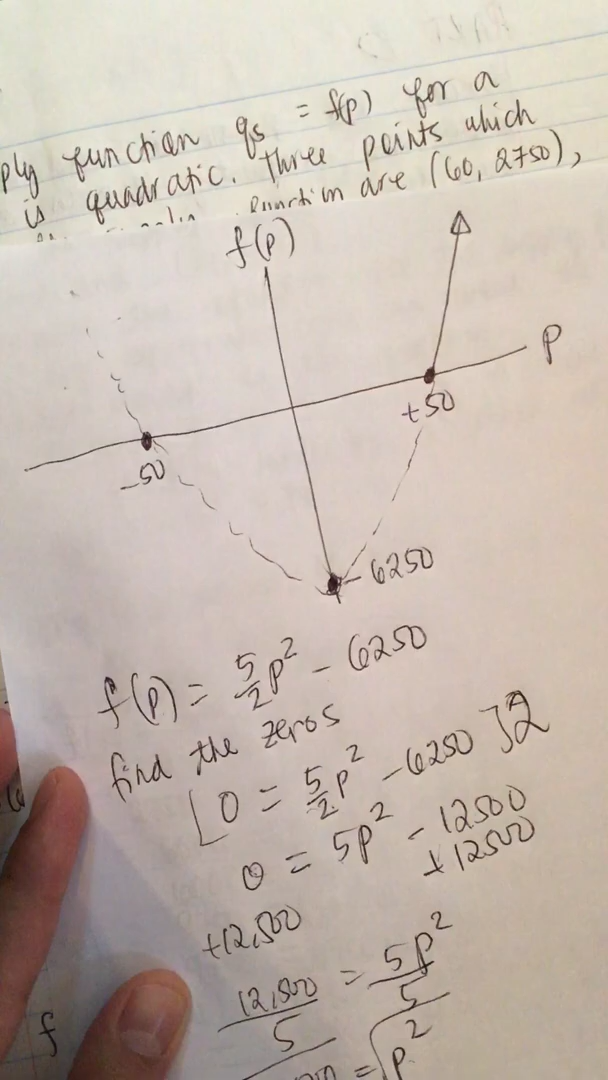 ply function qs = f(p) for a
is quadratic. Three points which
function are (60, 2750),
f(p)
P
+50
-50
-6250
f(p) = 5/2 p² - 6250
find the zeros
[0 = 5/2 p² - 6250]2
0 = 5p² - 12500
+12,500 + 12500
12,500/5 = 5p²/5
= √p²
f